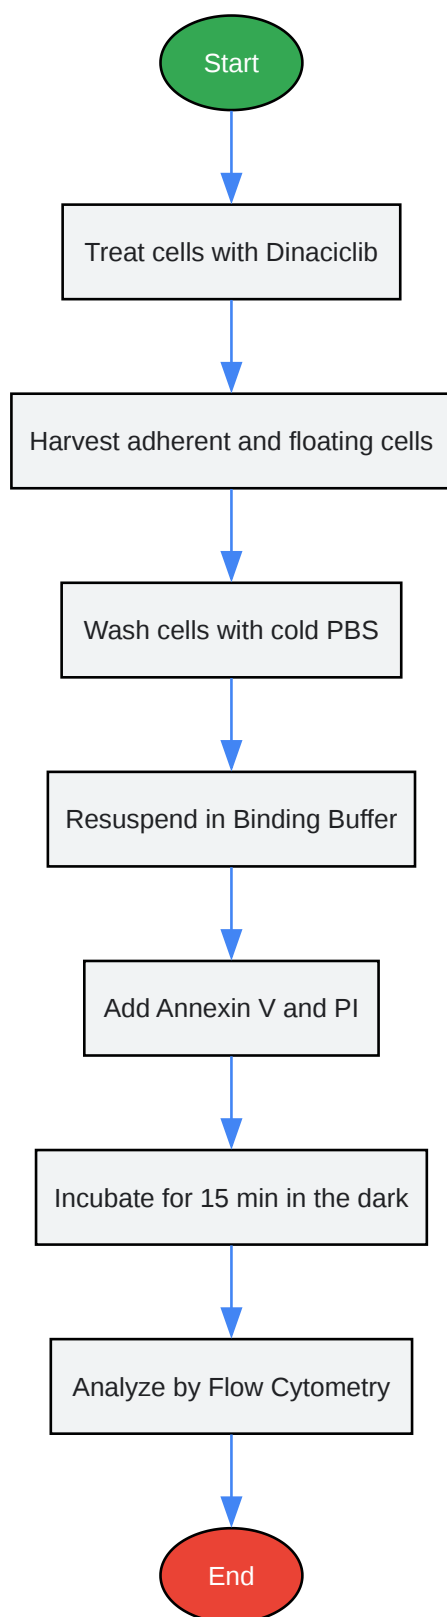 Start
Treat cells with Dinaciclib
Harvest adherent and floating cells
Wash cells with cold PBS
Resuspend in Binding Buffer
Add Annexin V and PI
Incubate for 15 min in the dark
Analyze by Flow Cytometry
End